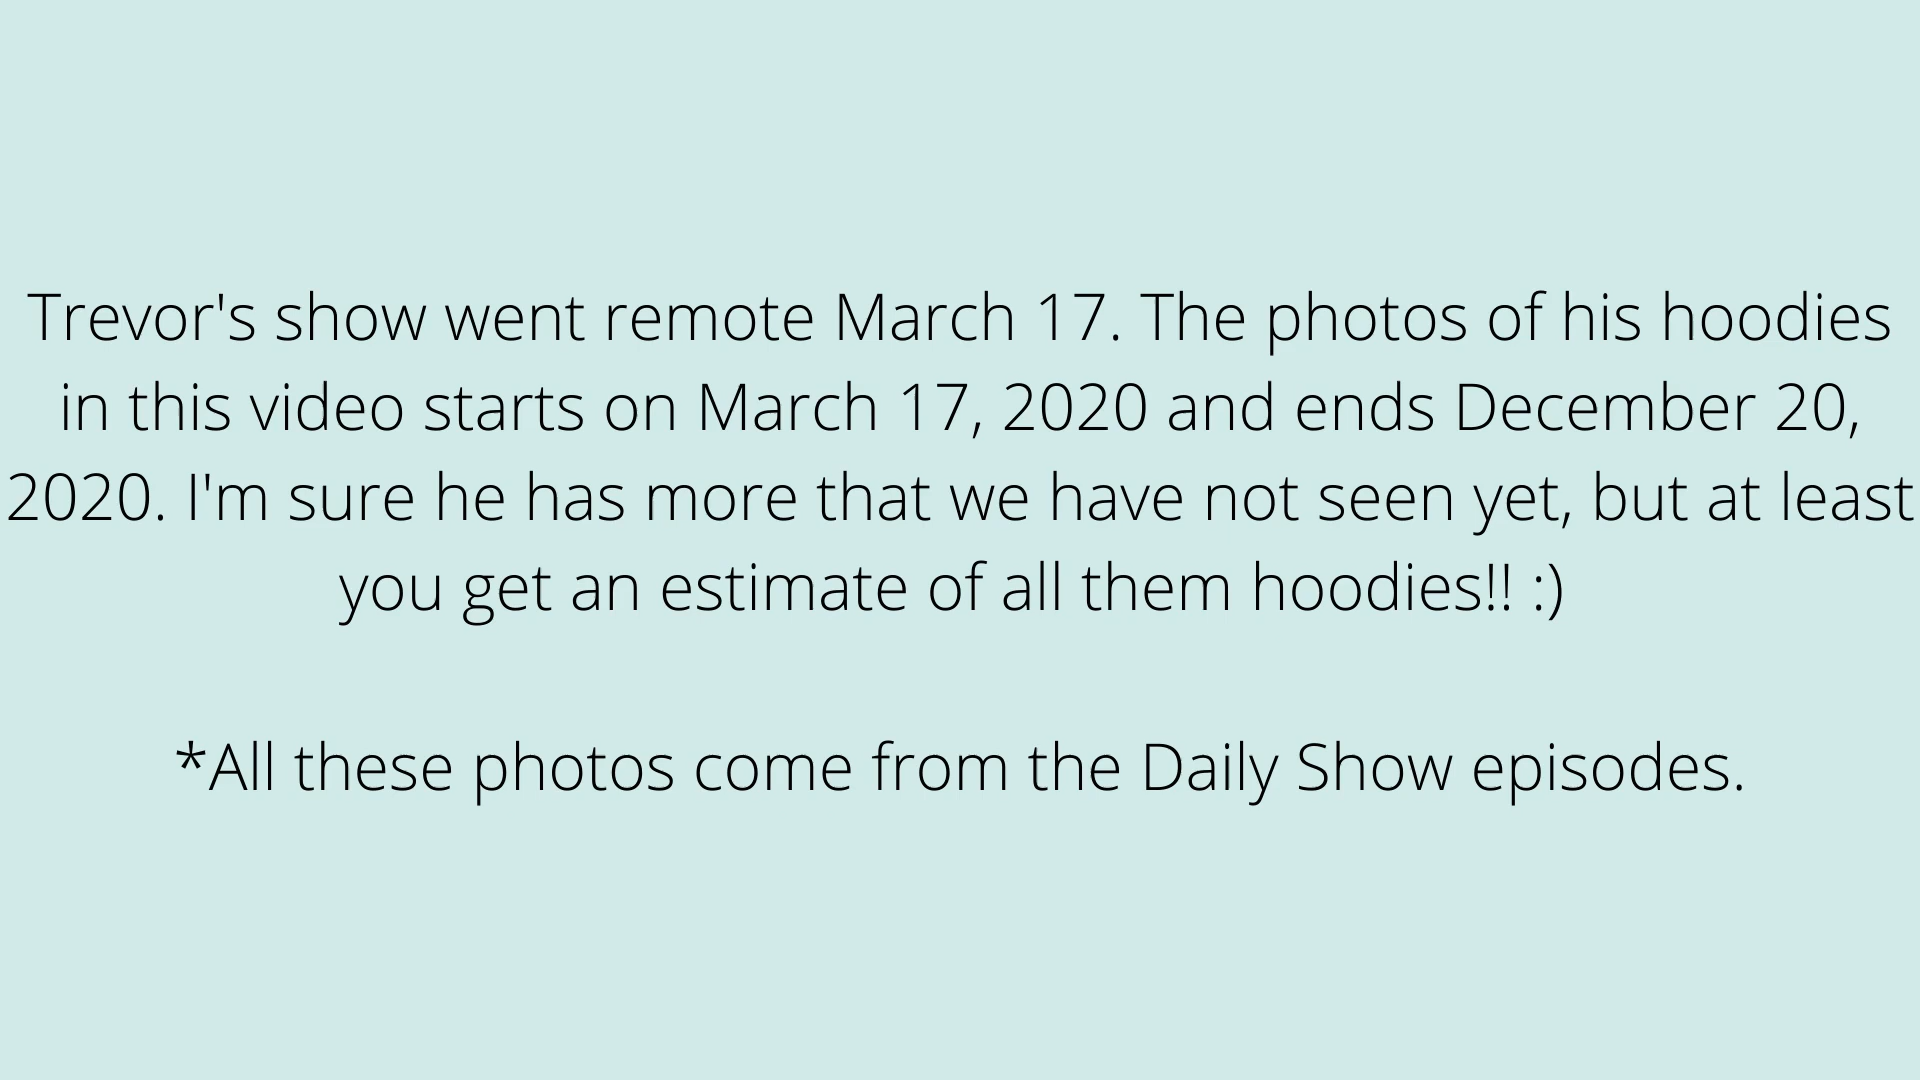 Trevor's show went remote March 17. The photos of his hoodies
in this video starts on March 17, 2020 and ends December 20,
2020. I'm sure he has more that we have not seen yet, but at least
you get an estimate of all them hoodies!! :)
*All these photos come from the Daily Show episodes.